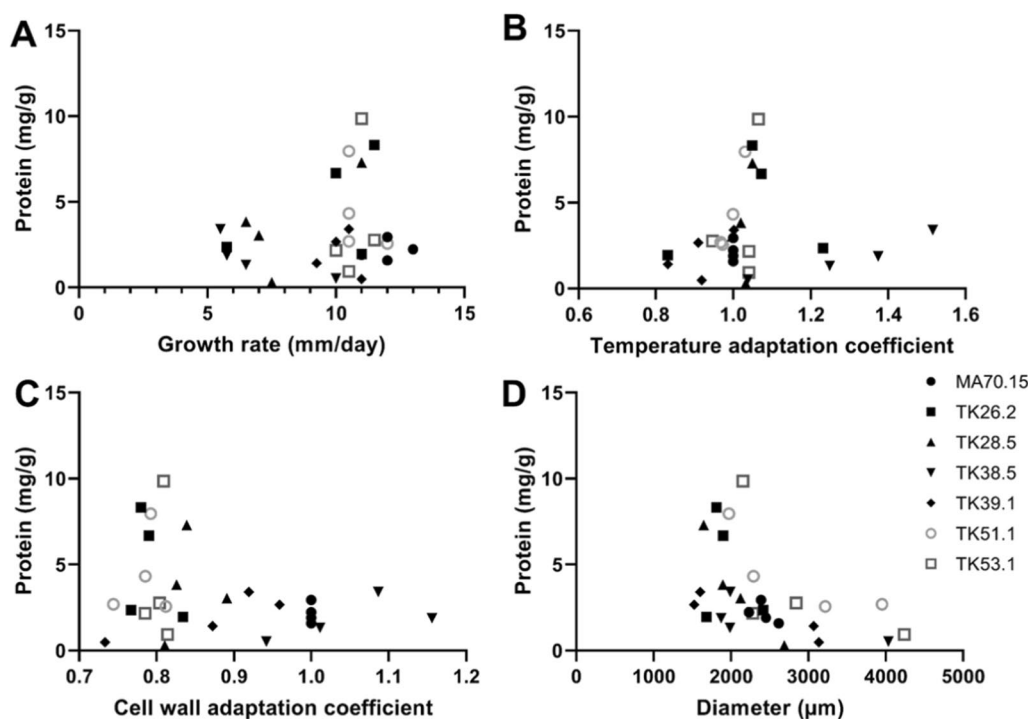 A
B
Protein (mg/g)
15
10
5
0
0
5
10
15
Growth rate (mm/day)
Protein (mg/g)
15
10
5
0
0.6
0.8
1.0
1.2
1.4
1.6
Temperature adaptation coefficient
C
D
Protein (mg/g)
15
10
5
0
0.7
0.8
0.9
1.0
1.1
1.2
Cell wall adaptation coefficient
Protein (mg/g)
15
10
5
0
0
1000
2000
3000
4000
5000
Diameter (µm)
MA70.15
TK26.2
TK28.5
TK38.5
TK39.1
TK51.1
TK53.1